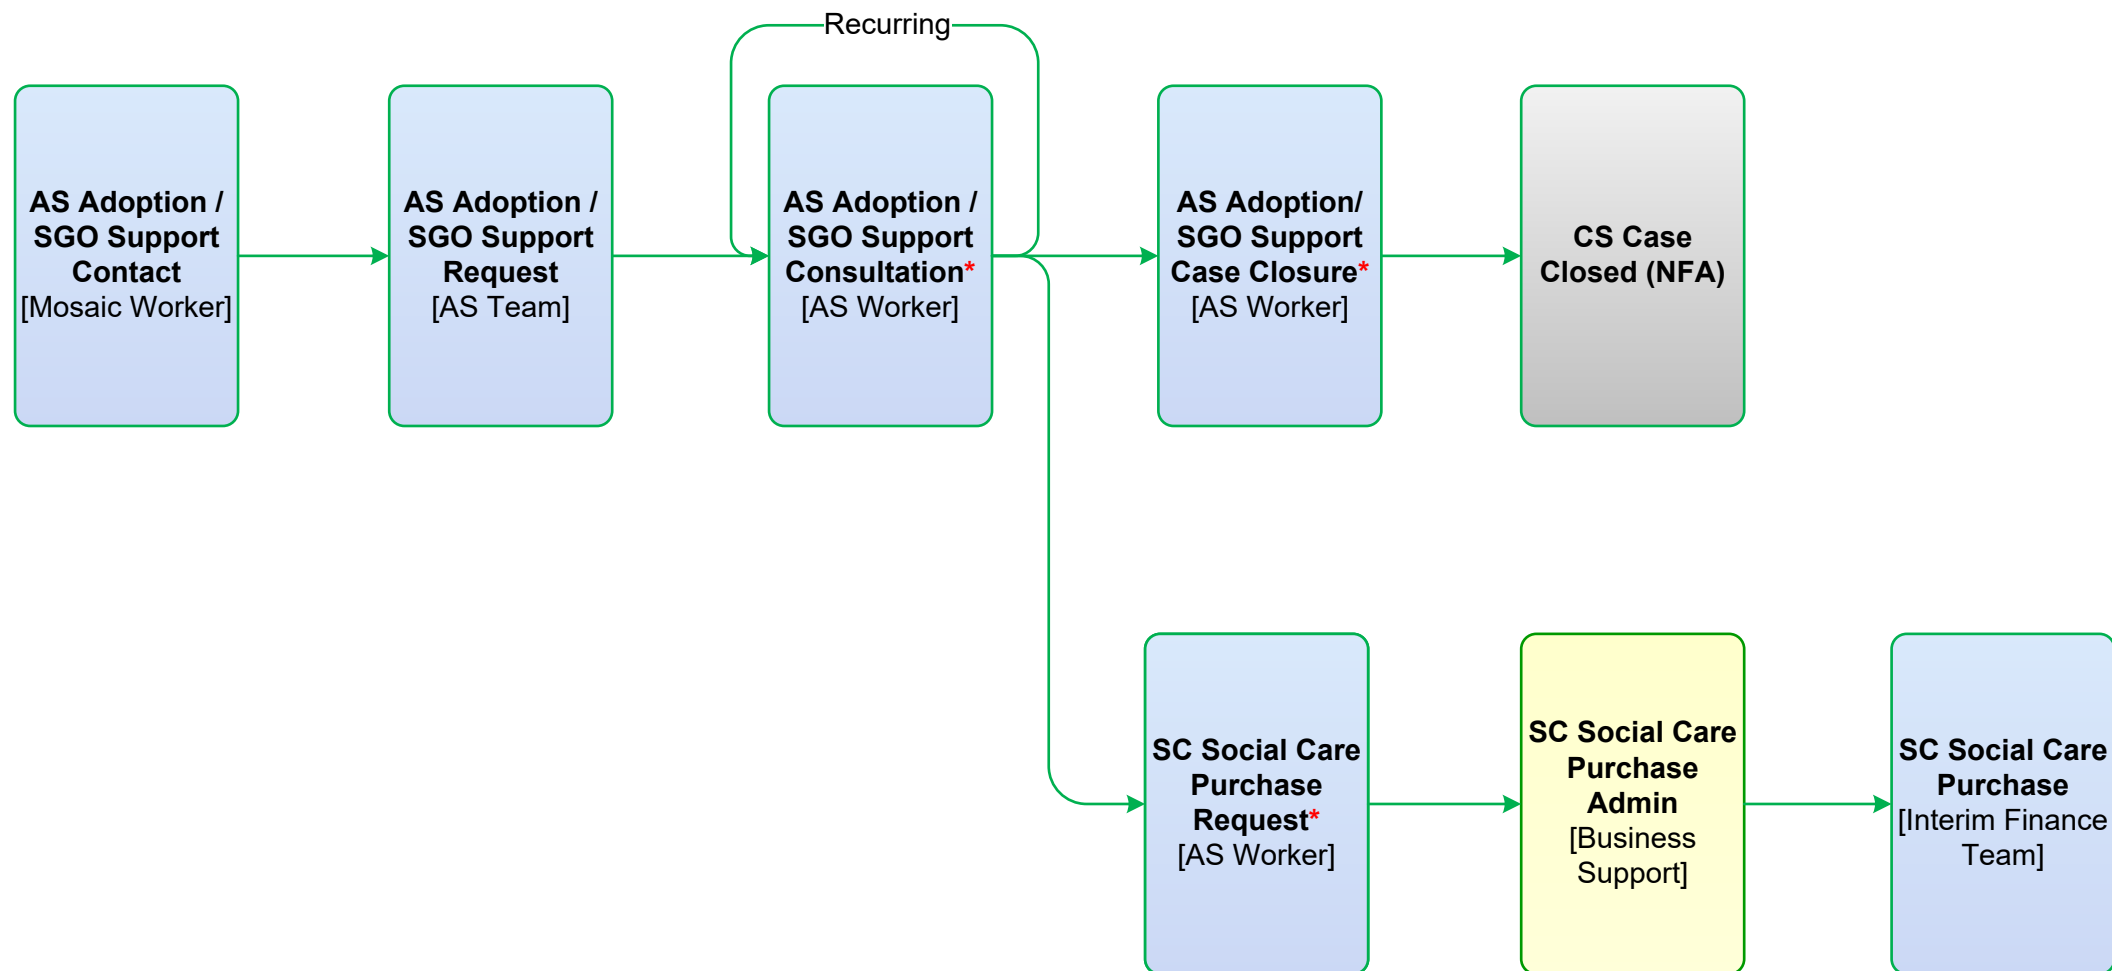 Recurring
AS Adoption /
SGO Support
Contact
[Mosaic Worker]
AS Adoption /
SGO Support
Request
[AS Team]
AS Adoption /
SGO Support
Consultation*
[AS Worker]
AS Adoption/
SGO Support
Case Closure*
[AS Worker]
CS Case
Closed (NFA)
SC Social Care
Purchase
Request*
[AS Worker]
SC Social Care
Purchase
Admin
[Business
Support]
SC Social Care
Purchase
[Interim Finance
Team]